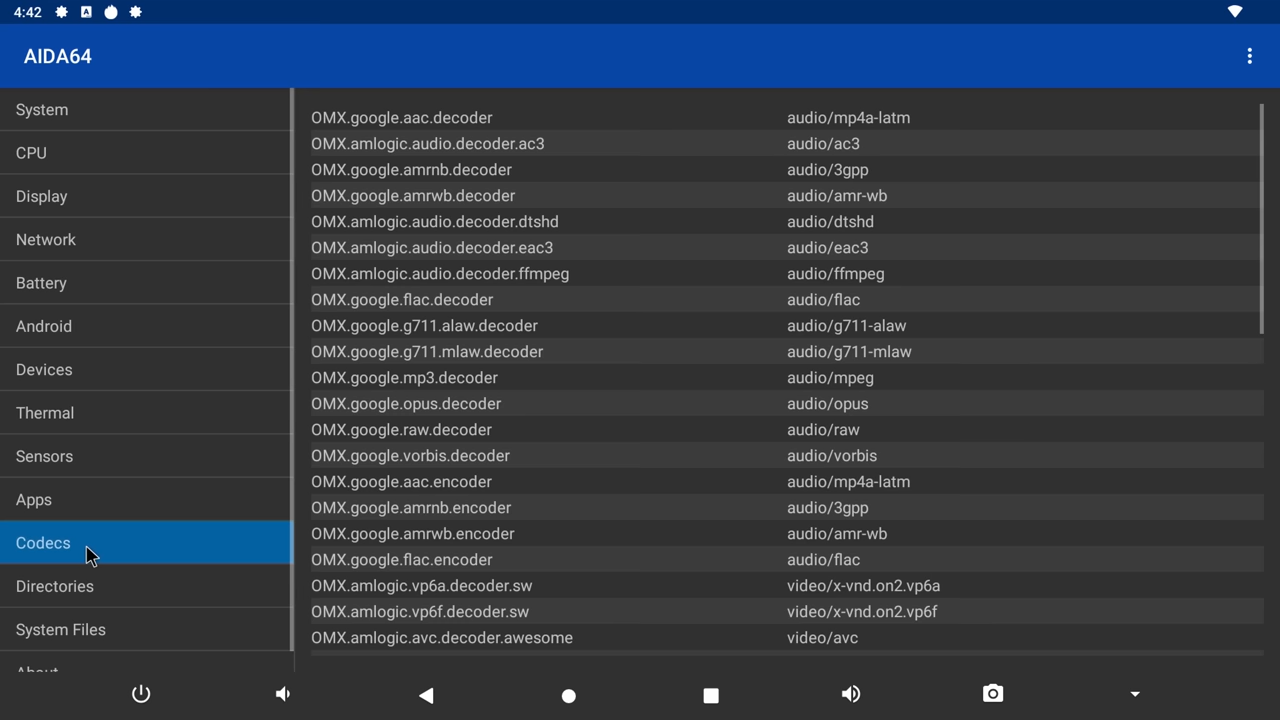 4:42
AIDA64
System
CPU
Display
Network
Battery
Android
Devices
Thermal
Sensors
Apps
Codecs
Directories
System Files
About
OMX.google.aac.decoder audio/mp4a-latm
OMX.amlogic.audio.decoder.ac3 audio/ac3
OMX.google.amrnb.decoder audio/3gpp
OMX.google.amrwb.decoder audio/amr-wb
OMX.amlogic.audio.decoder.dtshd audio/dtshd
OMX.amlogic.audio.decoder.eac3 audio/eac3
OMX.amlogic.audio.decoder.ffmpeg audio/ffmpeg
OMX.google.flac.decoder audio/flac
OMX.google.g711.alaw.decoder audio/g711-alaw
OMX.google.g711.mlaw.decoder audio/g711-mlaw
OMX.google.mp3.decoder audio/mpeg
OMX.google.opus.decoder audio/opus
OMX.google.raw.decoder audio/raw
OMX.google.vorbis.decoder audio/vorbis
OMX.google.aac.encoder audio/mp4a-latm
OMX.google.amrnb.encoder audio/3gpp
OMX.google.amrwb.encoder audio/amr-wb
OMX.google.flac.encoder audio/flac
OMX.amlogic.vp6a.decoder.sw video/x-vnd.on2.vp6a
OMX.amlogic.vp6f.decoder.sw video/x-vnd.on2.vp6f
OMX.amlogic.avc.decoder.awesome video/avc